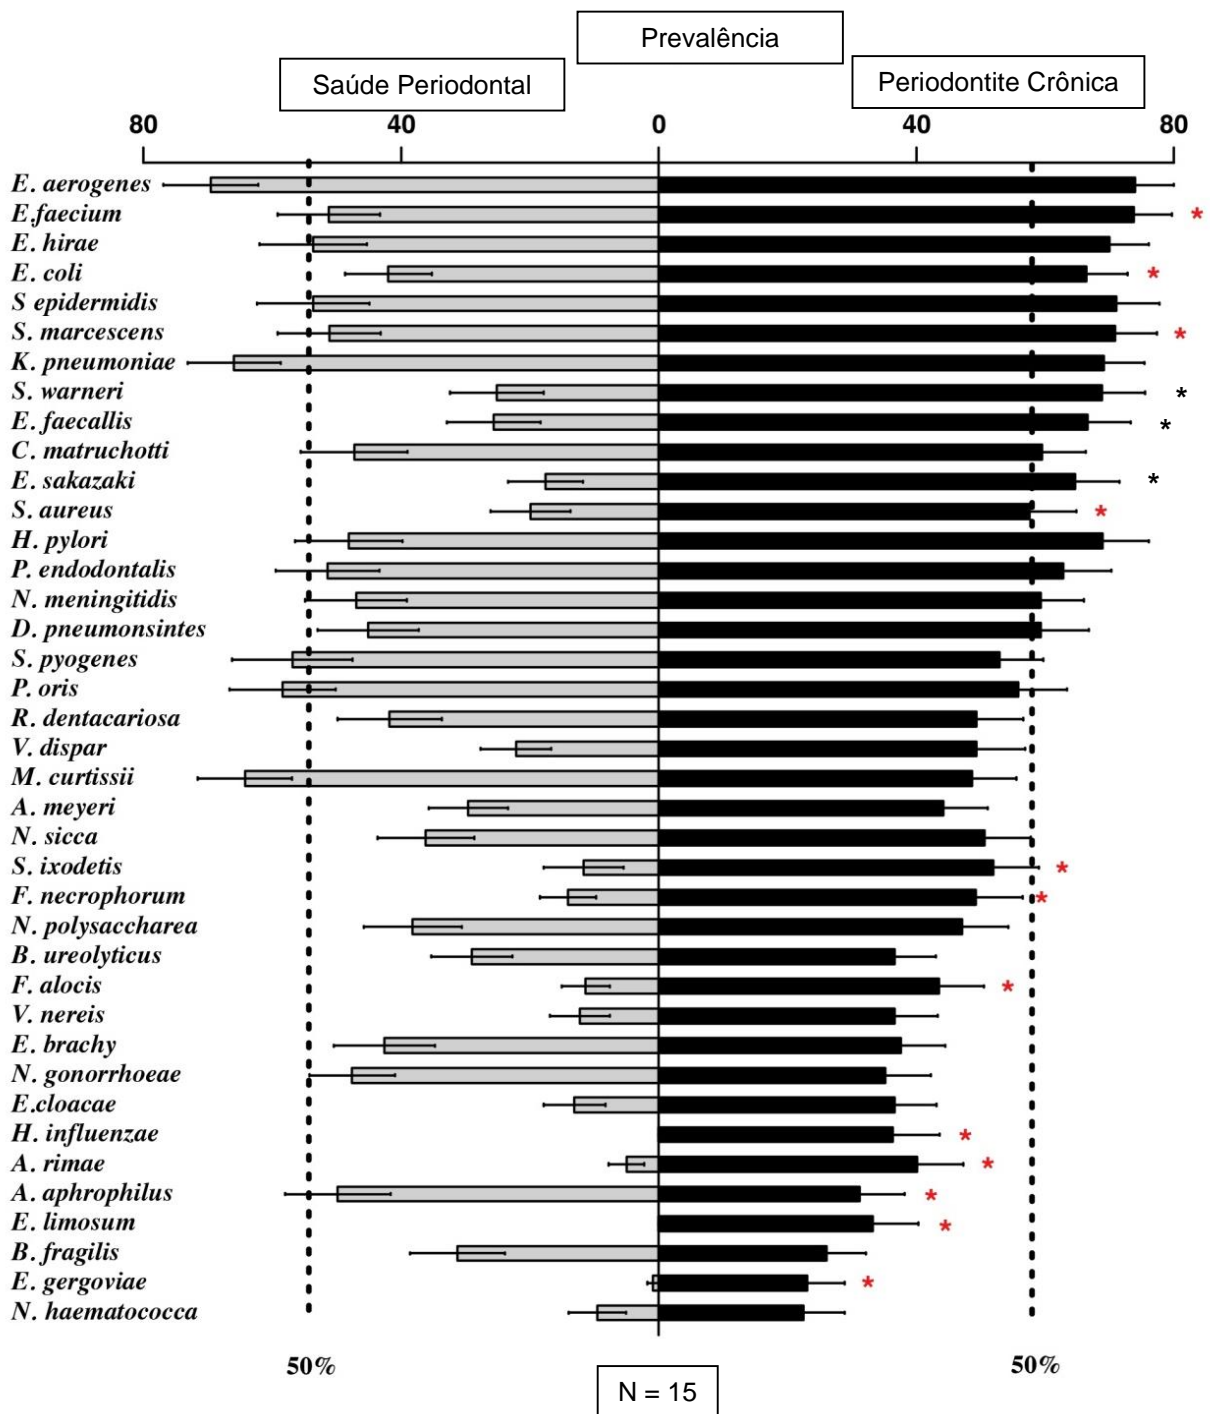 Prevalência
Saúde Periodontal
Periodontite Crônica
80 40 0 40 80
E. aerogenes
E.faecium *
E. hirae
E. coli *
S epidermidis
S. marcescens *
K. pneumoniae
S. warneri *
E. faecallis *
C. matruchotti
E. sakazaki *
S. aureus *
H. pylori
P. endodontalis
N. meningitidis
D. pneumonsintes
S. pyogenes
P. oris
R. dentacariosa
V. dispar
M. curtissii
A. meyeri
N. sicca
S. ixodetis *
F. necrophorum *
N. polysaccharea
B. ureolyticus
F. alocis *
V. nereis
E. brachy
N. gonorrhoeae
E.cloacae
H. influenzae *
A. rimae *
A. aphrophilus *
E. limosum *
B. fragilis
E. gergoviae *
N. haematococca
50% 50%
N = 15